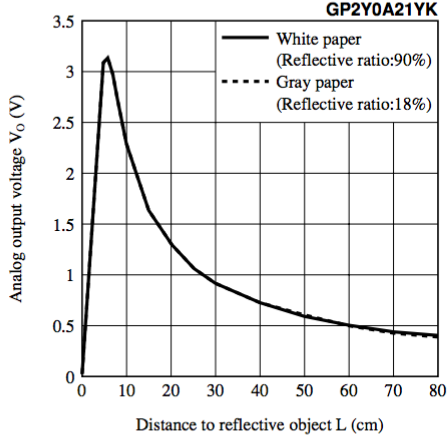 GP2Y0A21YK
White paper
(Reflective ratio:90%)
Gray paper
(Reflective ratio:18%)
Analog output voltage VO (V)
3.5
3
2.5
2
1.5
1
0.5
0
0 10 20 30 40 50 60 70 80
Distance to reflective object L (cm)